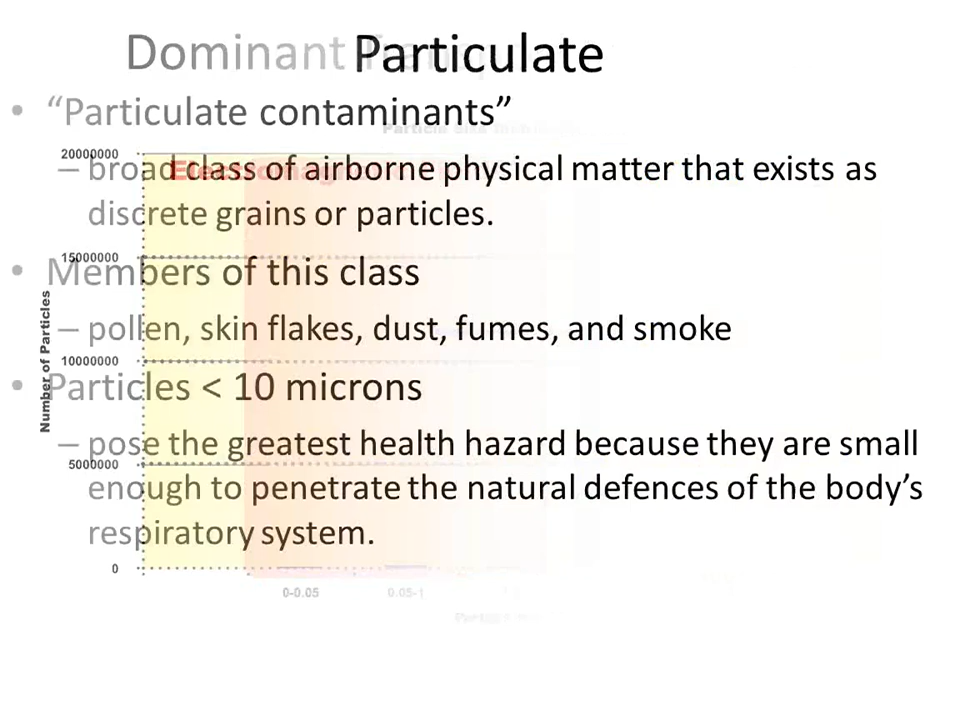 Dominant
Particulate
• “Particulate contaminants”
Particle Size
20000000
– broad class of airborne physical matter that exists as
discrete grains or particles.
15000000
• Members of this class
– pollen, skin flakes, dust, fumes, and smoke
Number of Particles
10000000
• Particles < 10 microns
– pose the greatest health hazard because they are small
5000000
enough to penetrate the natural defences of the body’s
respiratory system.
0
0-0.05
0.05-1